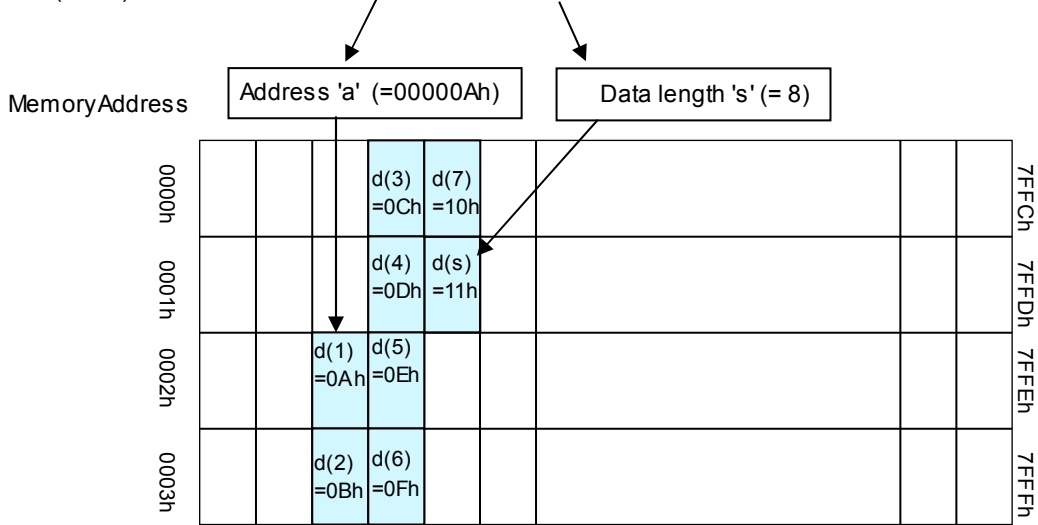 Address 'a' (=00000Ah)
Data length 's' (= 8)
MemoryAddress
0000h
d(3)
=0Ch
d(7)
=10h
7FFCh
0001h
d(4)
=0Dh
d(s)
=11h
7FFDh
0002h
d(1)
=0Ah
d(5)
=0Eh
7FFEh
0003h
d(2)
=0Bh
d(6)
=0Fh
7FFFh